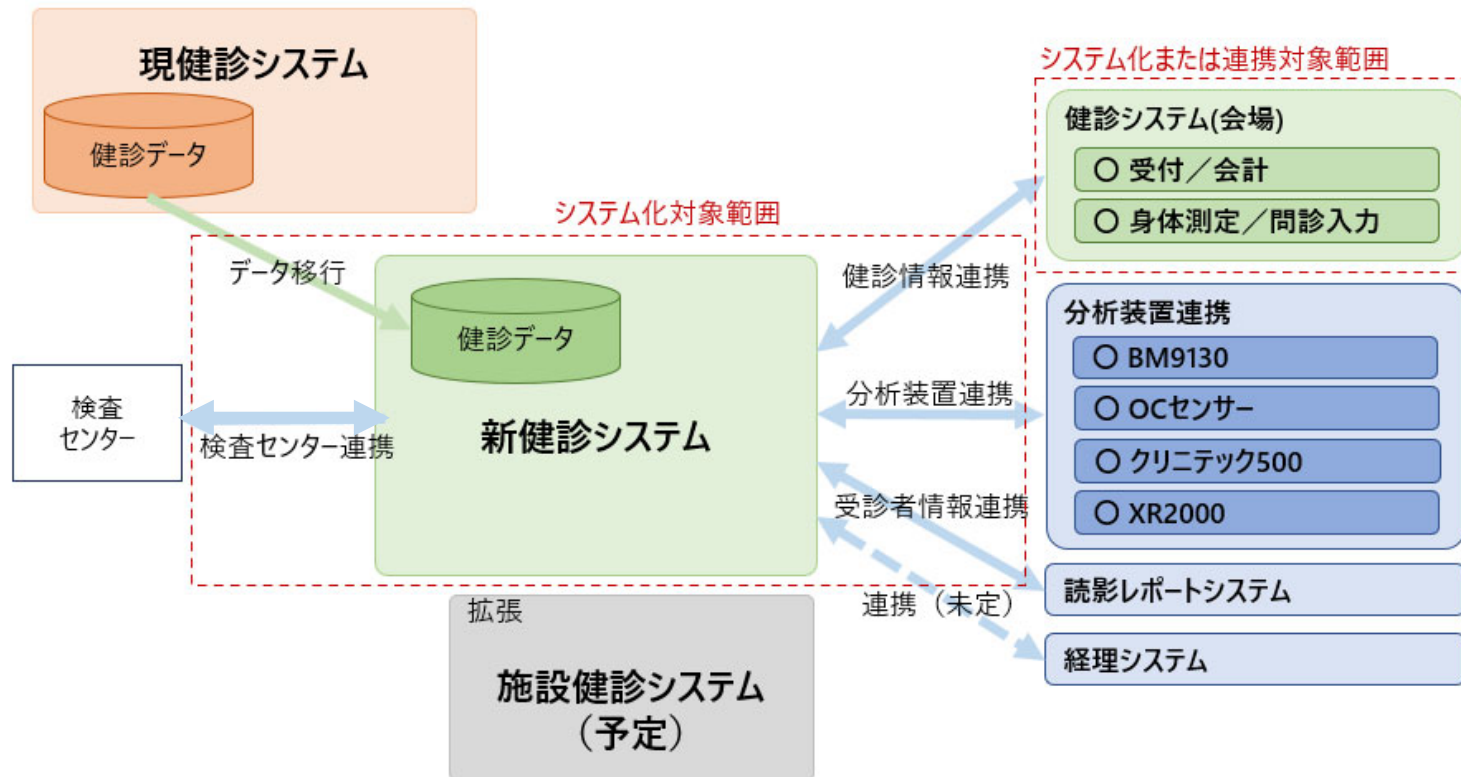 現健診システム
健診データ
システム化または連携対象範囲
健診システム(会場)
○ 受付／会計
○ 身体測定／問診入力
システム化対象範囲
データ移行
健診データ
新健診システム
検査
センター
検査センター連携
健診情報連携
分析装置連携
受診者情報連携
連携（未定）
分析装置連携
○ BM9130
○ OCセンサー
○ クリニテック500
○ XR2000
読影レポートシステム
経理システム
拡張
施設健診システム
（予定）